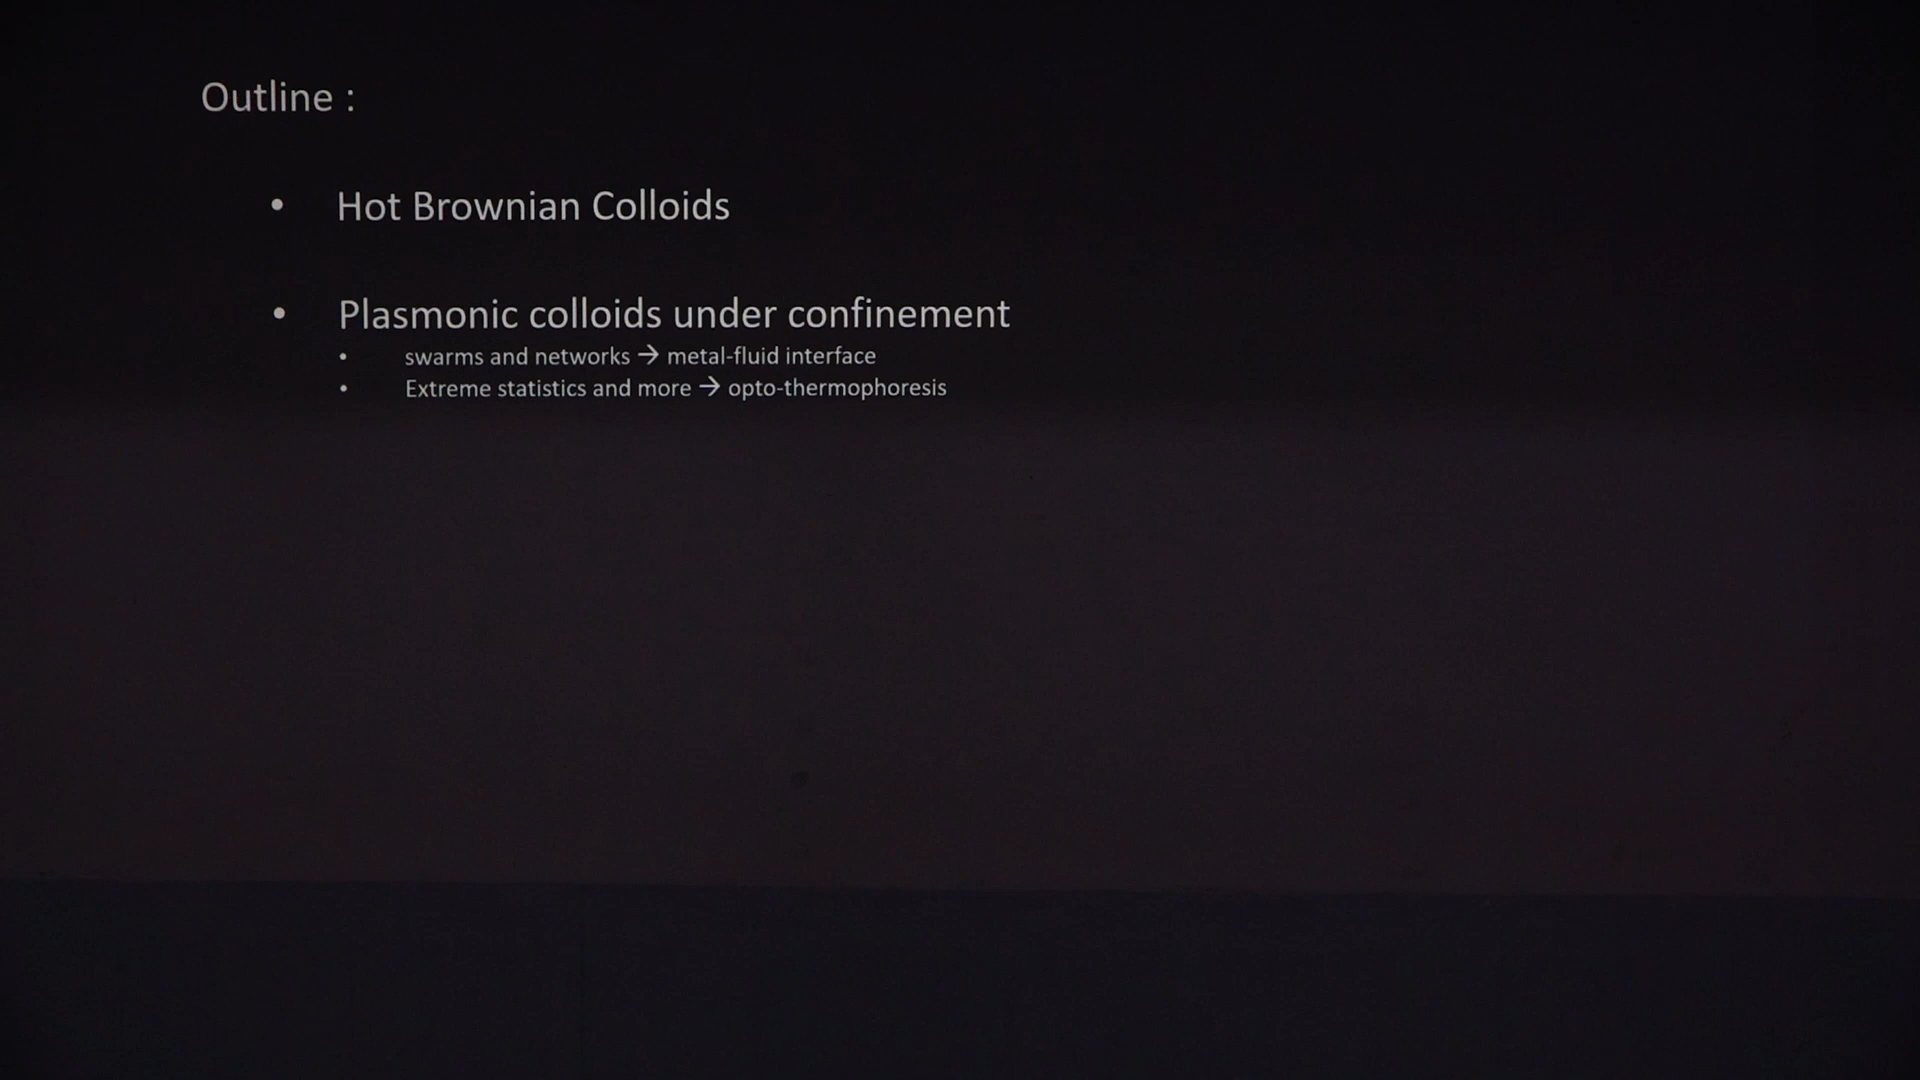 Outline :
• Hot Brownian Colloids
• Plasmonic colloids under confinement
• swarms and networks → metal-fluid interface
• Extreme statistics and more → opto-thermophoresis